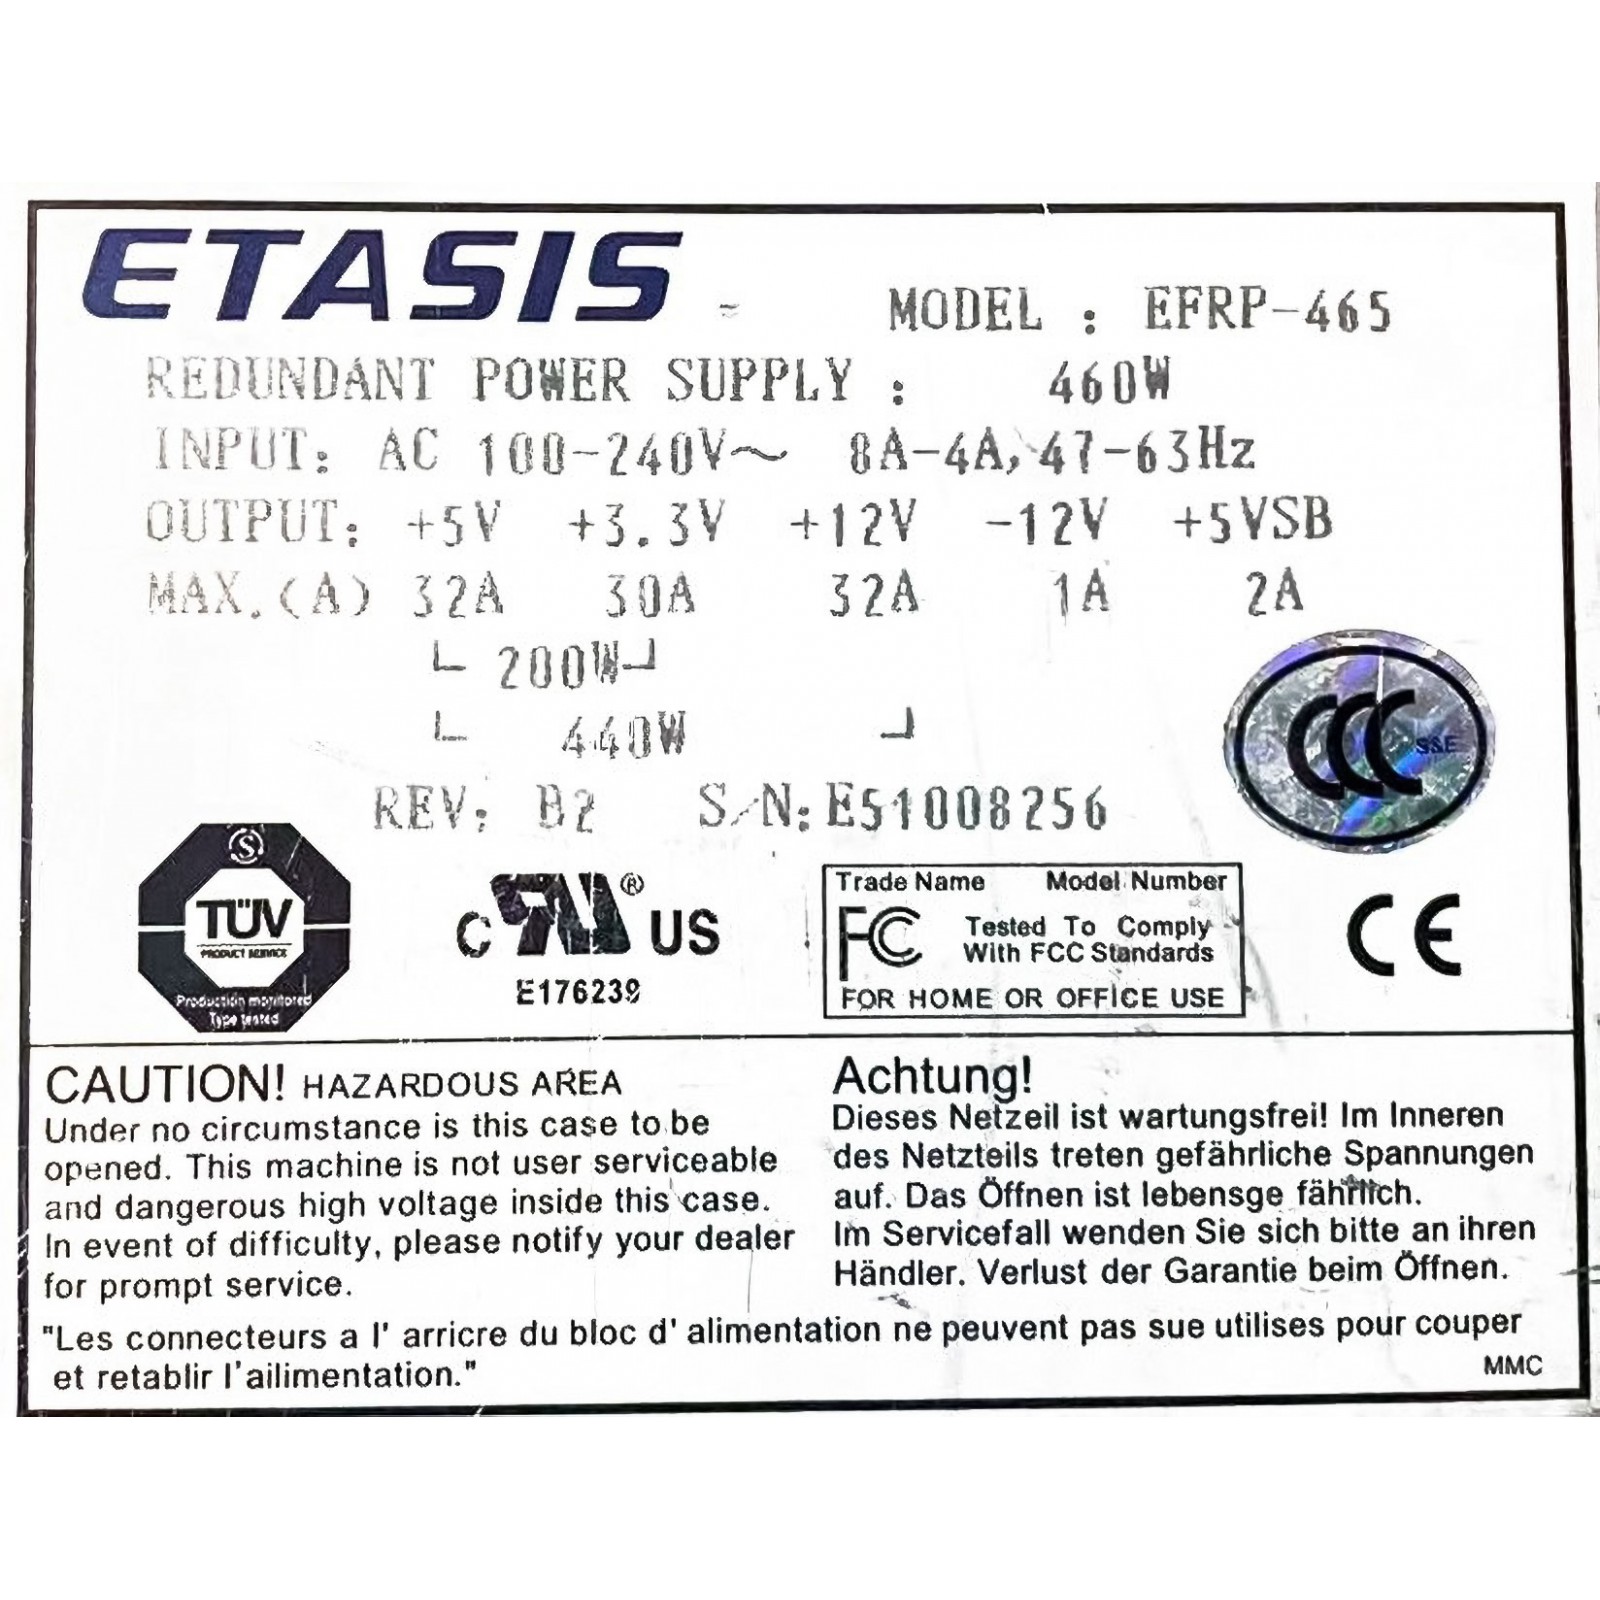 ETASIS
MODEL : EFRP-465
REDUNDANT POWER SUPPLY : 460W
INPUT: AC 100-240V~ 8A-4A, 47-63Hz
OUTPUT: +5V +3.3V +12V -12V +5VSB
MAX.(A) 32A 30A 32A 1A 2A
200W
440W
REV: B2 S/N: E51008256
CCC S&E
S
TÜV
PRODUCT SERVICE
Production monitored
Type tested
C UR® US
E176239
Trade Name Model Number
FC Tested To Comply
With FCC Standards
FOR HOME OR OFFICE USE
CE
CAUTION! HAZARDOUS AREA
Under no circumstance is this case to be
opened. This machine is not user serviceable
and dangerous high voltage inside this case.
In event of difficulty, please notify your dealer
for prompt service.
Achtung!
Dieses Netzeil ist wartungsfrei! Im Inneren
des Netzteils treten gefährliche Spannungen
auf. Das Öffnen ist lebensge fährlich.
Im Servicefall wenden Sie sich bitte an ihren
Händler. Verlust der Garantie beim Öffnen.
"Les connecteurs a l' arricre du bloc d' alimentation ne peuvent pas sue utilises pour couper
et retablir l'ailimentation."
MMC